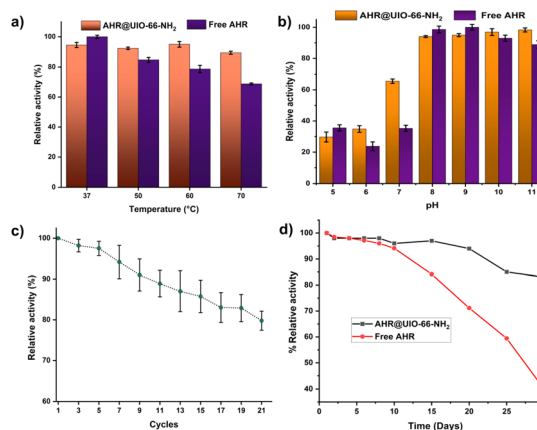 a)
AHR@UIO-66-NH2 Free AHR
Relative activity (%)
100
80
60
40
20
0
37 50 60 70
Temperature (°C)
b)
AHR@UIO-66-NH2
Free AHR
Relative activity (%)
100
80
60
40
20
0
5 6 7 8 9 10 11
pH
c)
Relative activity (%)
100
90
80
70
60
1 3 5 7 9 11 13 15 17 19 21
Cycles
d)
% Relative activity
100
90
80
70
60
50
40
AHR@UIO-66-NH2
Free AHR
0 5 10 15 20 25
Time (Days)